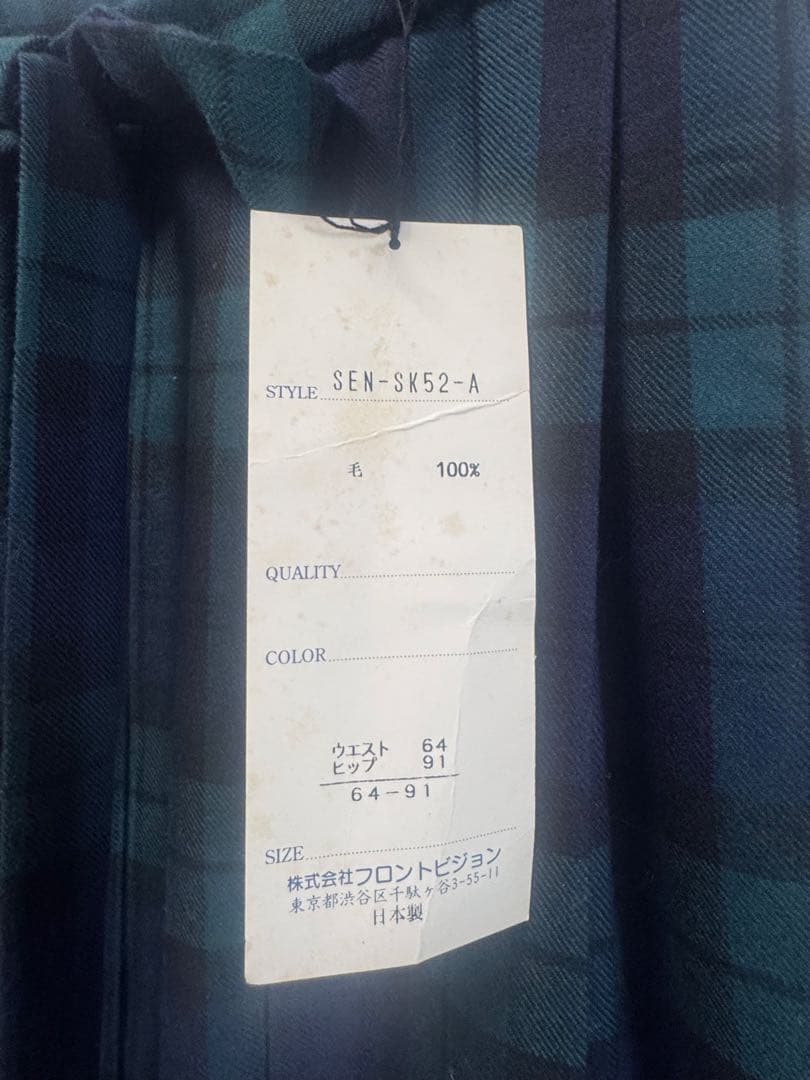 STYLE SEN-SK52-A
毛 100%
QUALITY
COLOR
ウエスト 64
ヒップ 91
64-91
SIZE
株式会社フロントビジョン
東京都渋谷区千駄ヶ谷3-55-11
日本製